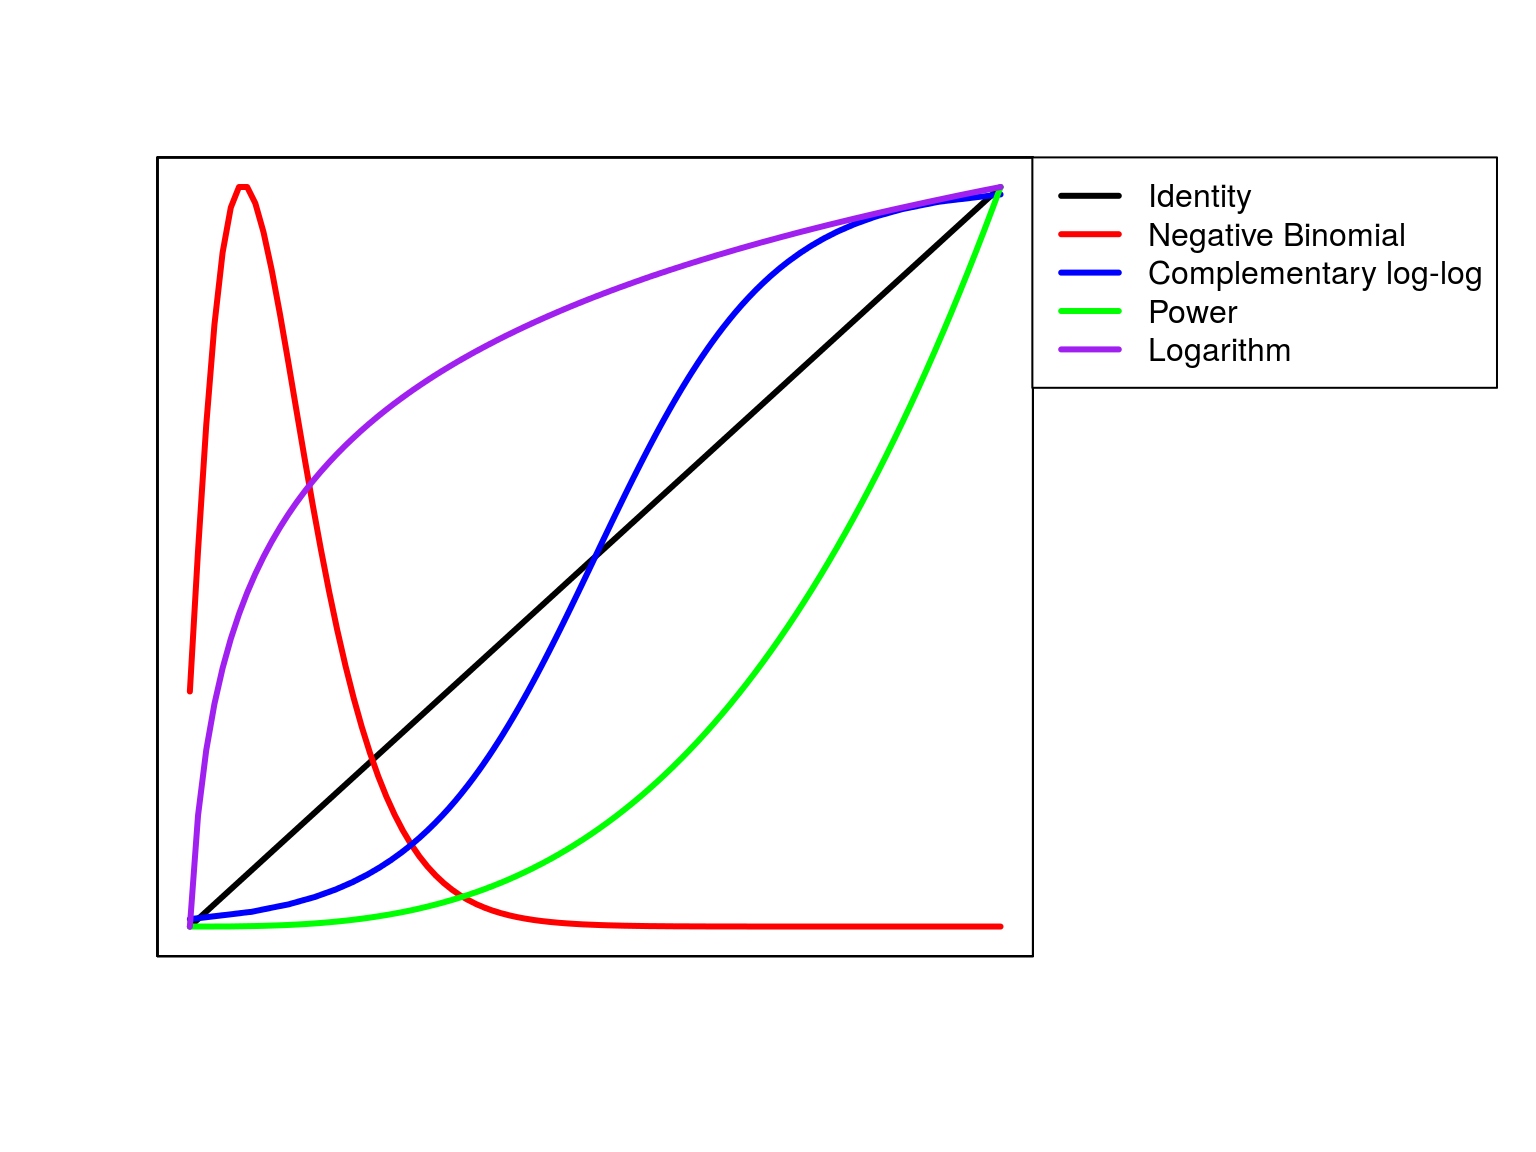 Identity
Negative Binomial
Complementary log-log
Power
Logarithm